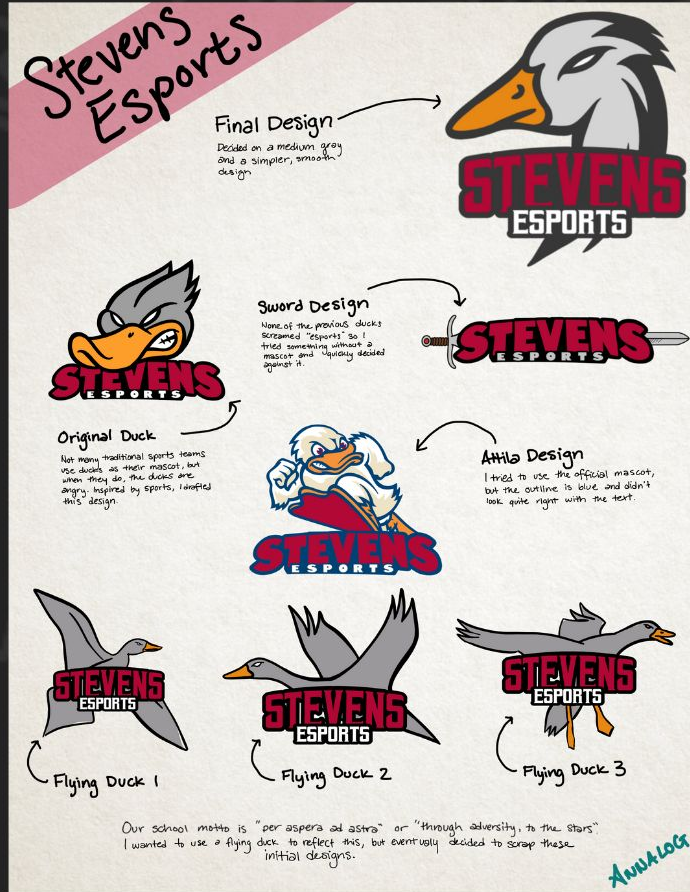 Stevens
Esports
Final Design
Decided on a medium gray
and a simpler, smooth
design
STEVENS
ESPORTS
Sword Design
None of the previous ducks
screamed "esports" so I
tried something without a
mascot and quickly decided
against it.
STEVENS
ESPORTS
STEVENS
ESPORTS
Original Duck
Not many traditional sports teams
use ducks as their mascot, but
when they do, the ducks are
angry. Inspired by sports, I drafted
this design.
Attila Design
I tried to use the official mascot,
but the outline is blue and didn't
look quite right with the text.
STEVENS
ESPORTS
STEVENS
ESPORTS
STEVENS
ESPORTS
STEVENS
ESPORTS
Flying Duck 1
Flying Duck 2
Flying Duck 3
Our school motto is "per aspera ad astra" or "through adversity, to the stars"
I wanted to use a flying duck to reflect this, but eventually decided to scrap these
initial designs.
ANNALOG